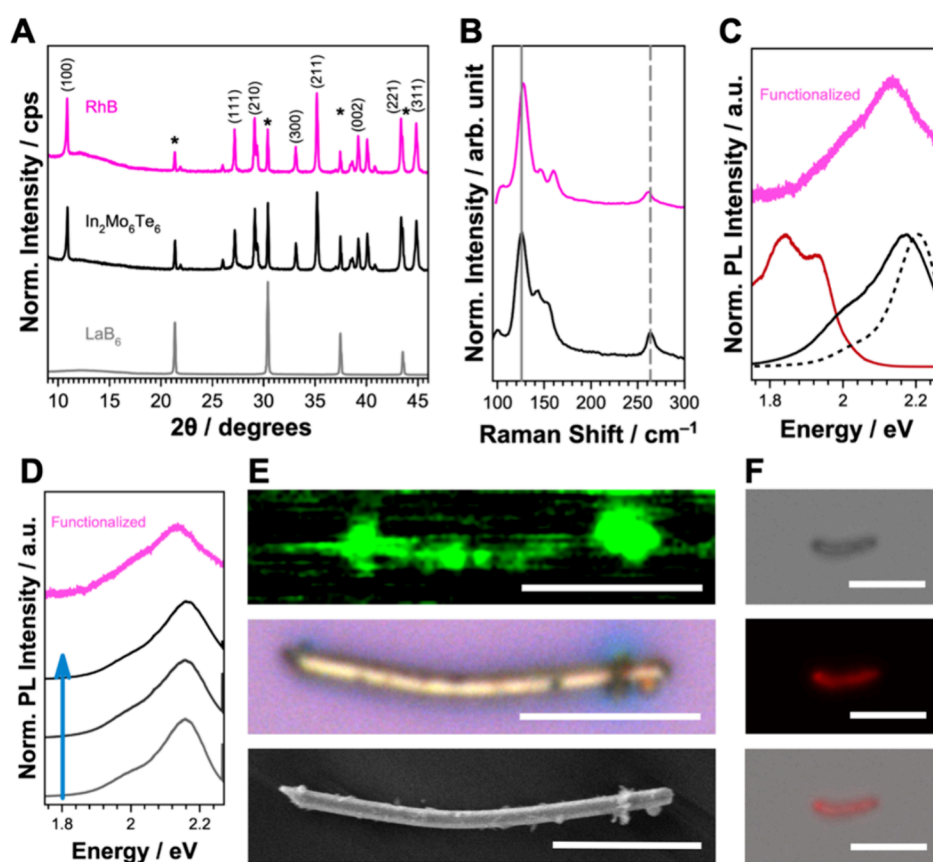 A
Norm. Intensity / cps
(100)
RhB
*
(111)
(210)
*
(300)
(211)
*
(002)
(221)
*
(311)
In₂Mo₆Te₆
LaB₆
10 15 20 25 30 35 40 45
2θ / degrees
B
Norm. Intensity / arb. unit
100 150 200 250 300
Raman Shift / cm⁻¹
C
Norm. PL Intensity / a.u.
Functionalized
1.8 2 2.2
Energy / eV
D
Norm. PL Intensity / a.u.
Functionalized
1.8 2 2.2
Energy / eV
E
F